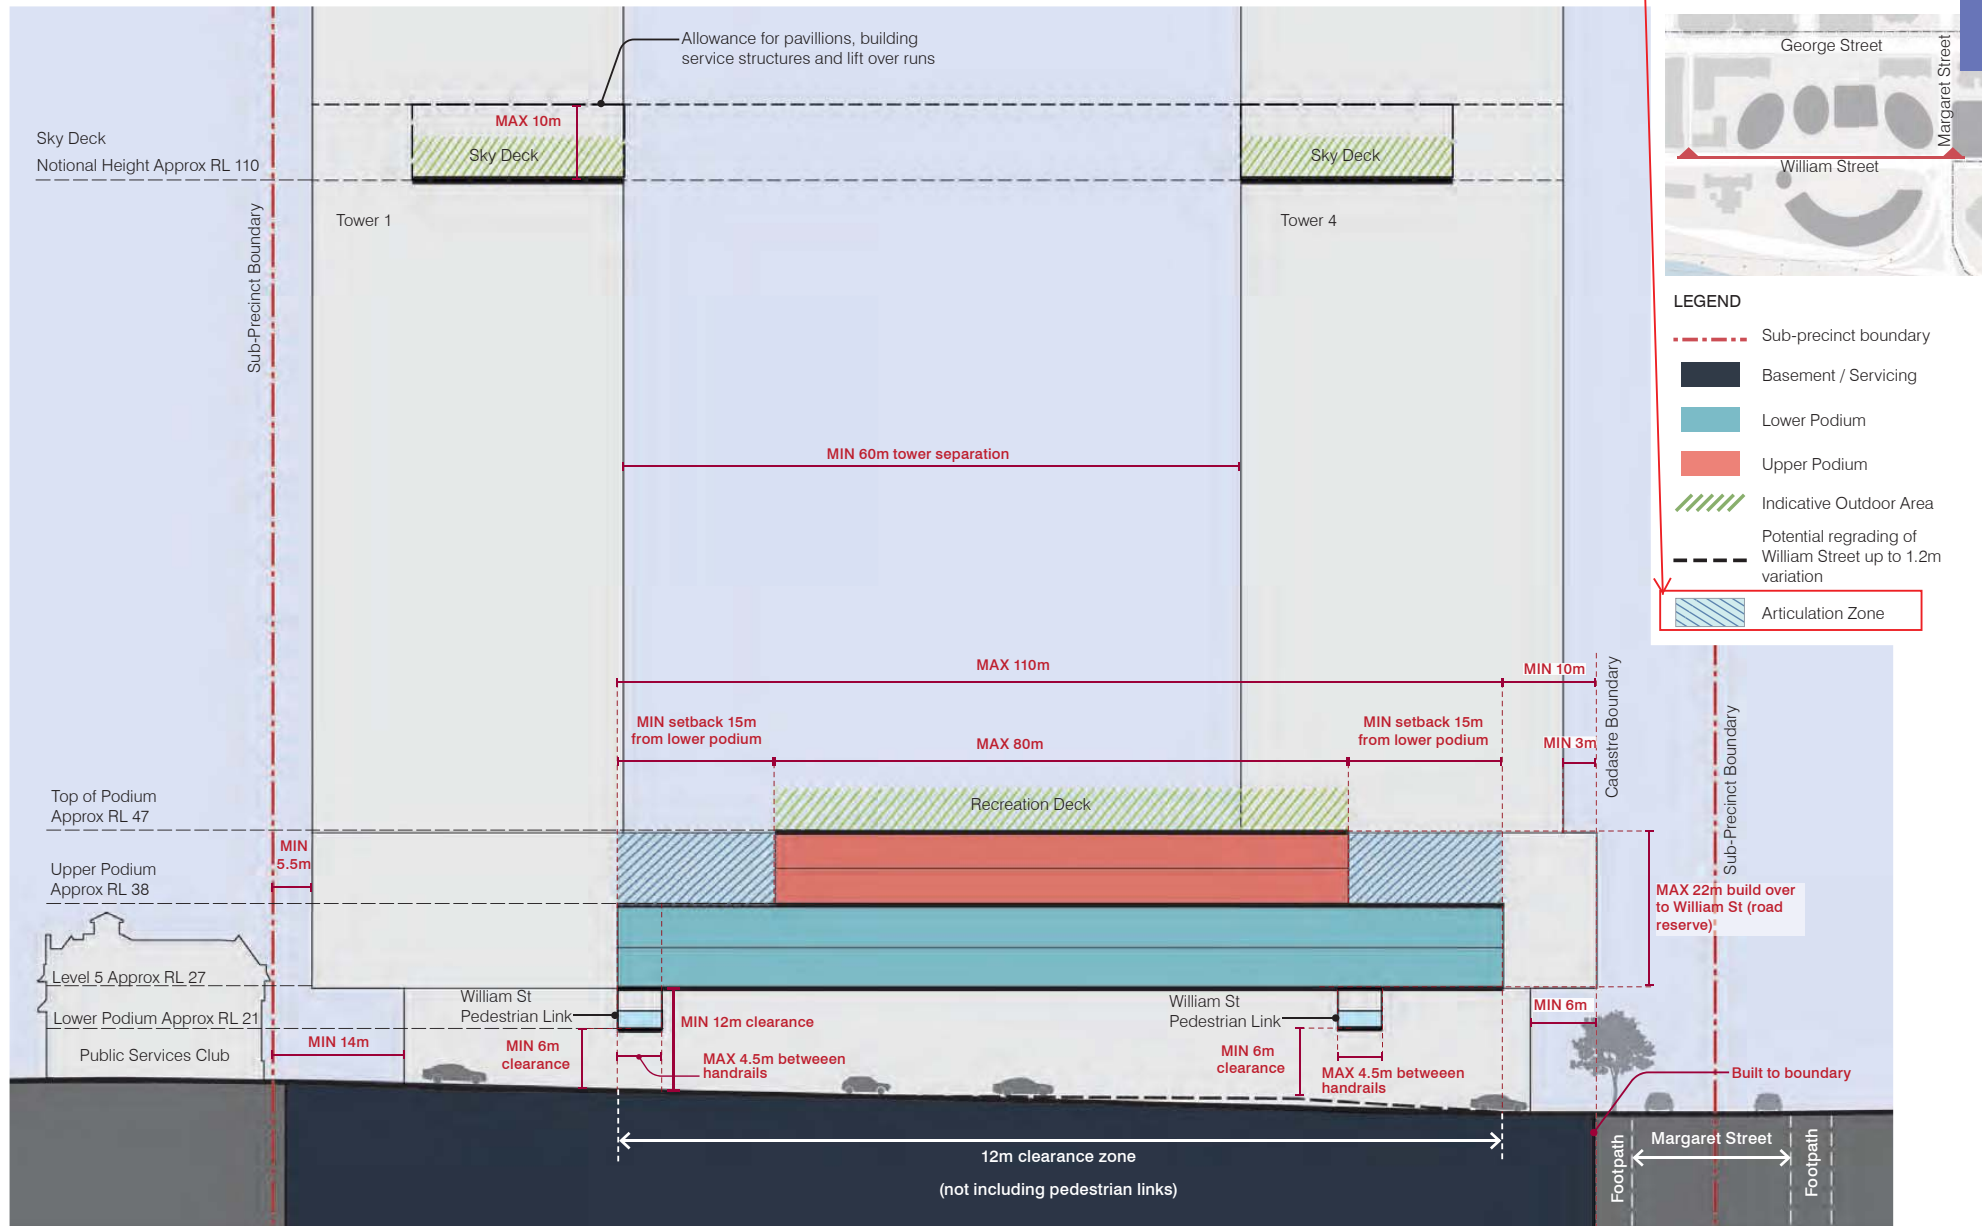 Allowance for pavillions, building
service structures and lift over runs
George Street
Margaret Street
William Street
MAX 10m
Sky Deck
Notional Height Approx RL 110
Sky Deck
Sky Deck
Tower 1
Tower 4
Sub-Precinct Boundary
LEGEND
Sub-precinct boundary
Basement / Servicing
Lower Podium
Upper Podium
Indicative Outdoor Area
Potential regrading of
William Street up to 1.2m
variation
Articulation Zone
MIN 60m tower separation
MAX 110m
MIN 10m
Cadastre Boundary
Sub-Precinct Boundary
MIN setback 15m
from lower podium
MAX 80m
MIN setback 15m
from lower podium
MIN 3m
Top of Podium
Approx RL 47
Recreation Deck
MIN
5.5m
Upper Podium
Approx RL 38
MAX 22m build over
to William St (road
reserve)
Level 5 Approx RL 27
Lower Podium Approx RL 21
Public Services Club
MIN 14m
William St
Pedestrian Link
MIN 6m
clearance
MIN 12m clearance
MAX 4.5m betweeen
handrails
William St
Pedestrian Link
MIN 6m
clearance
MAX 4.5m betweeen
handrails
MIN 6m
Built to boundary
12m clearance zone
(not including pedestrian links)
Footpath
Margaret Street
Footpath